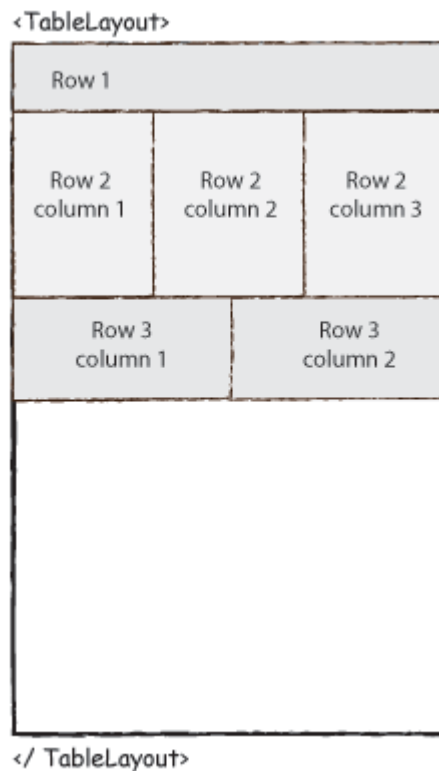 <TableLayout>
Row 1
Row 2
column 1
Row 2
column 2
Row 2
column 3
Row 3
column 1
Row 3
column 2
</ TableLayout>